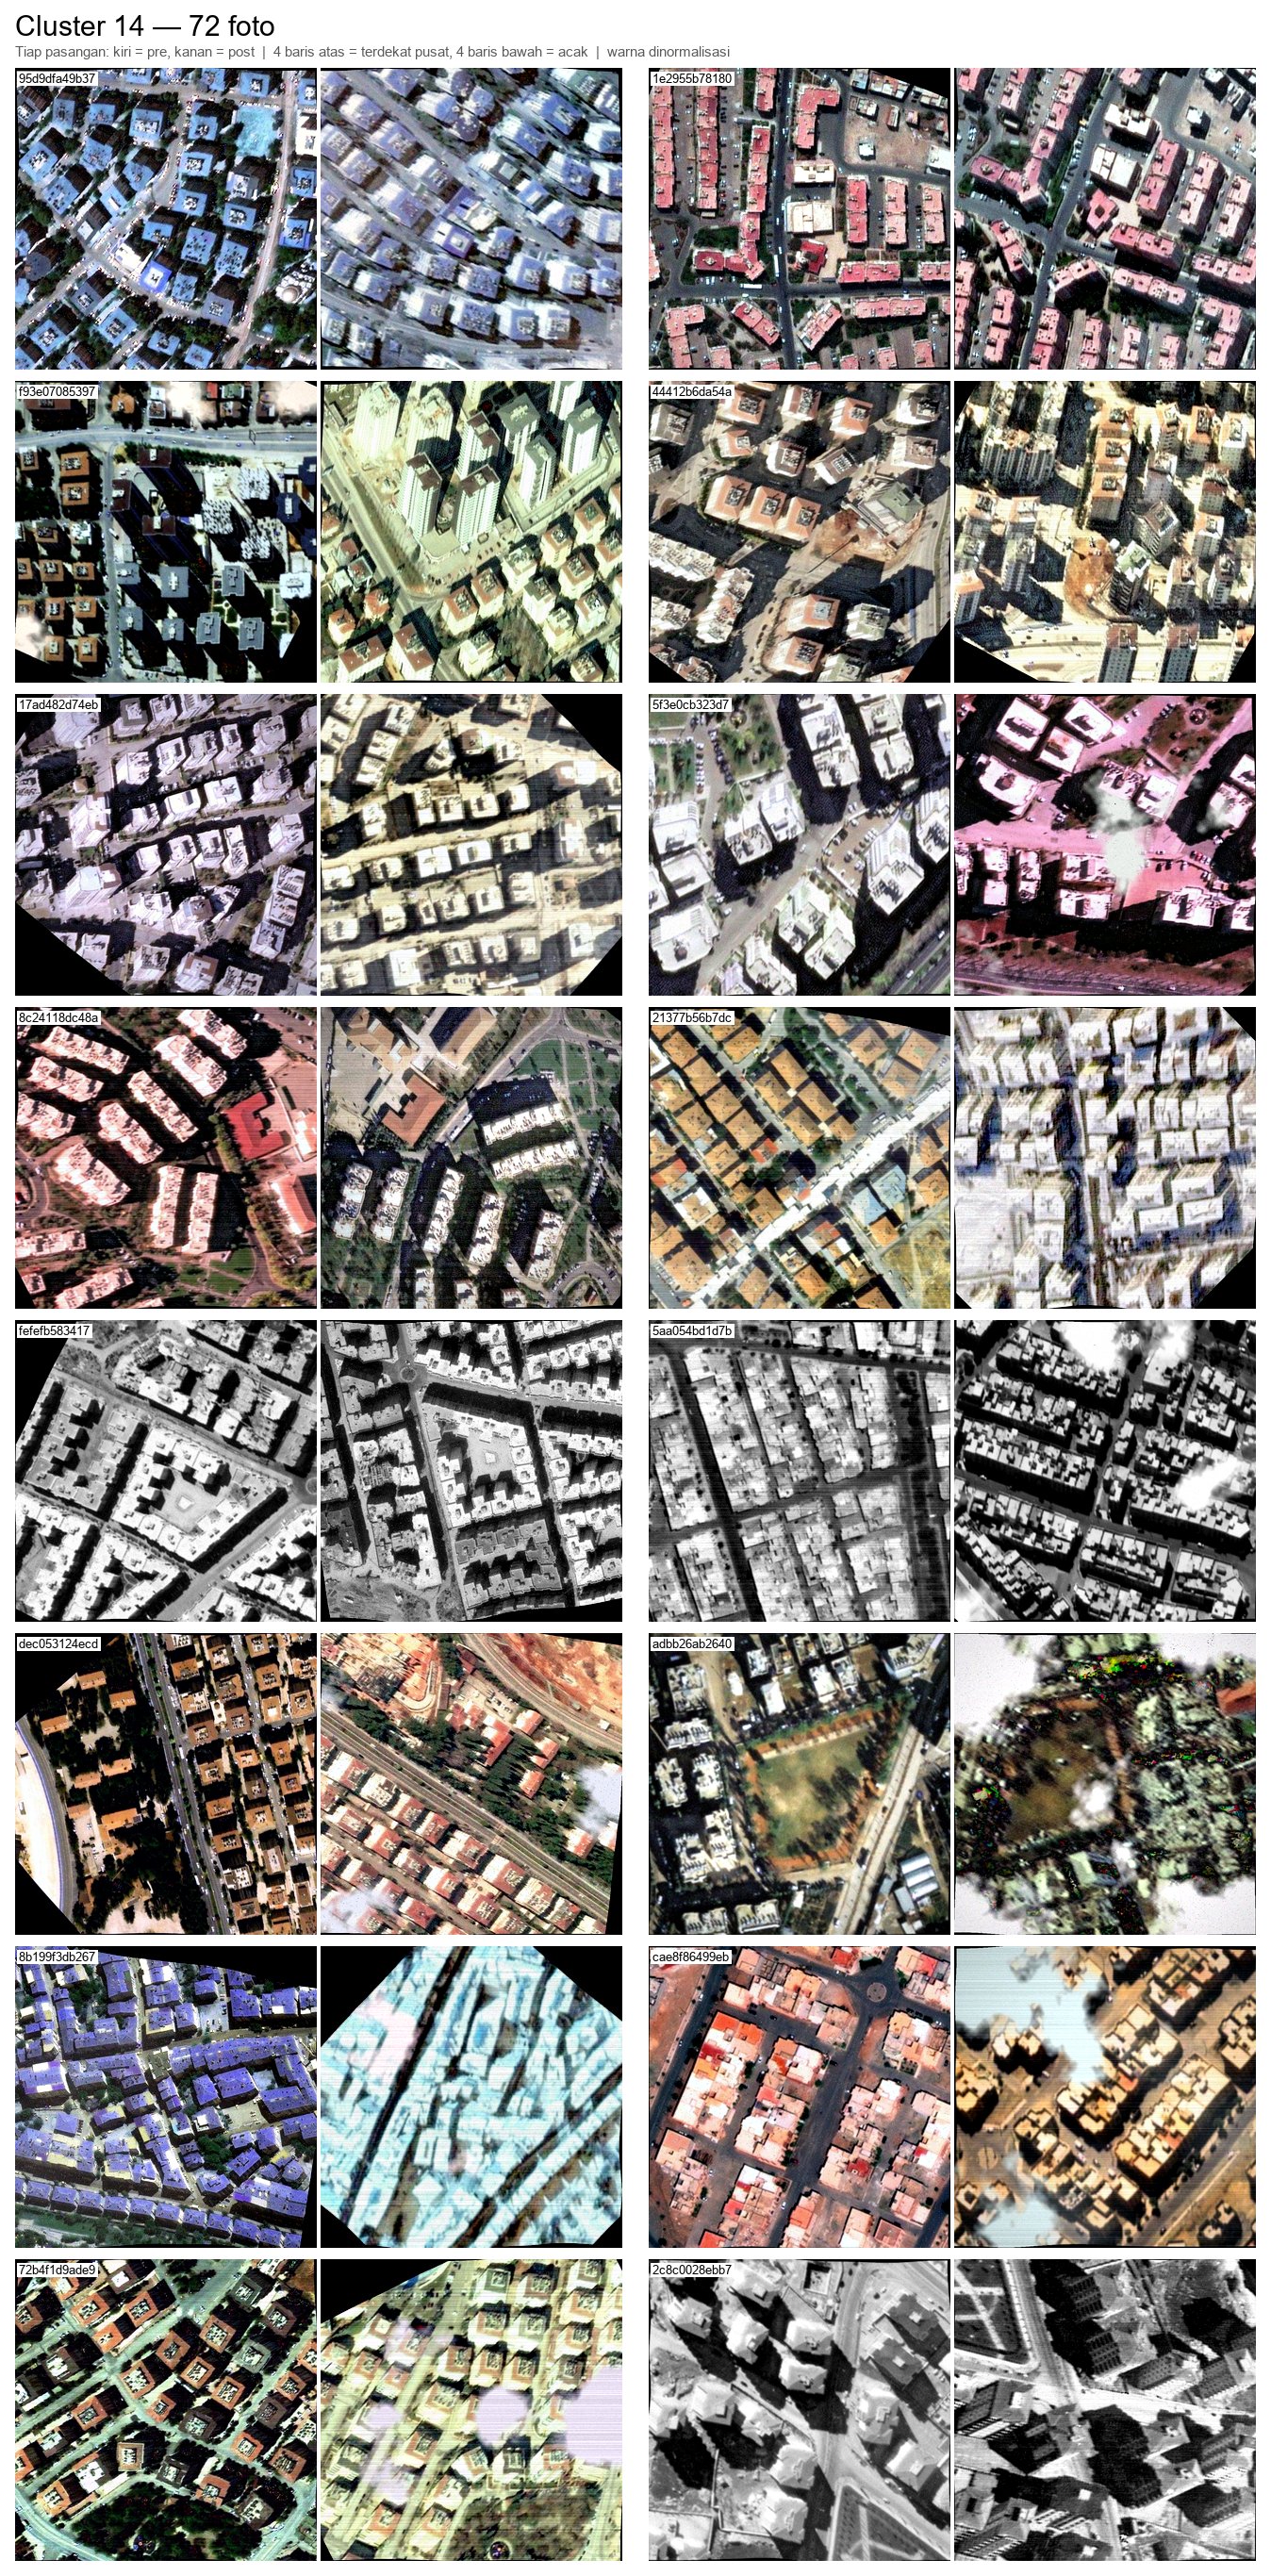 Cluster 14 — 72 foto
Tiap pasangan: kiri = pre, kanan = post | 4 baris atas = terdekat pusat, 4 baris bawah = acak | warna dinormalisasi
95d9dfa49b37
1e2955b78180
f93e07085397
44412b6da54a
17ad482d74eb
5f3e0cb323d7
8c24118dc48a
21377b56b7dc
fefefb583417
5aa054bd1d7b
dec053124ecd
adbb26ab2640
8b199f3db267
cae8f86499eb
72b4f1d9ade9
2c8c0028ebb7